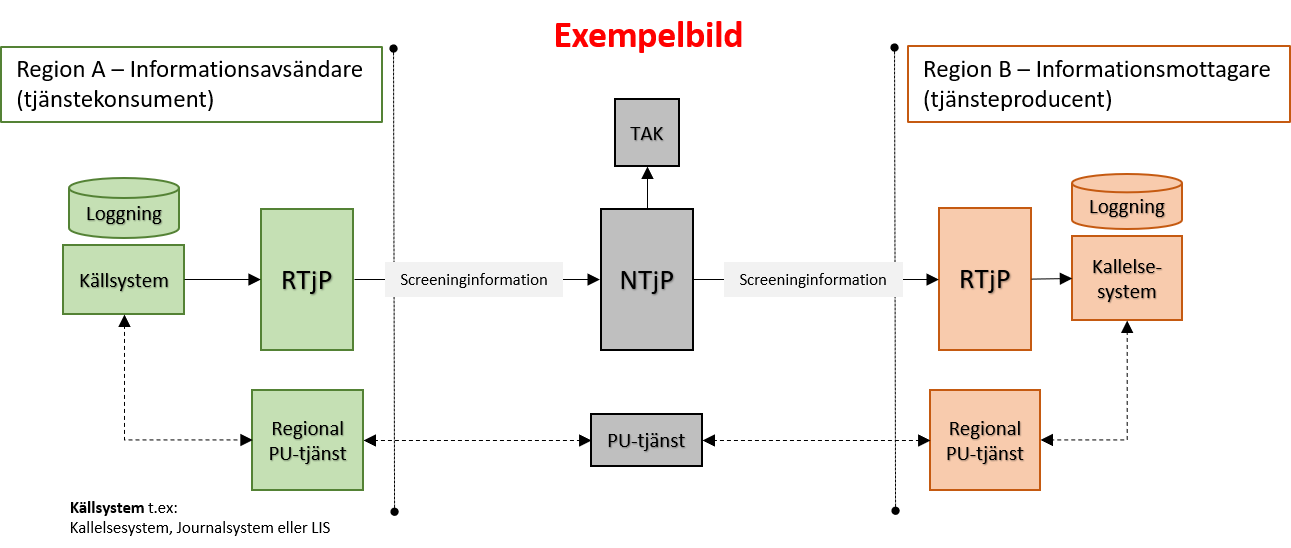 Exempelbild
Region A – Informationsavsändare
(tjänstekonsument)
Region B – Informationsmottagare
(tjänsteproducent)
TAK
Loggning
Källsystem
RTjP
Screeninginformation
NTjP
Screeninginformation
RTjP
Loggning
Kallelse-
system
Regional
PU-tjänst
PU-tjänst
Regional
PU-tjänst
Källsystem t.ex:
Kallelsesystem, Journalsystem eller LIS